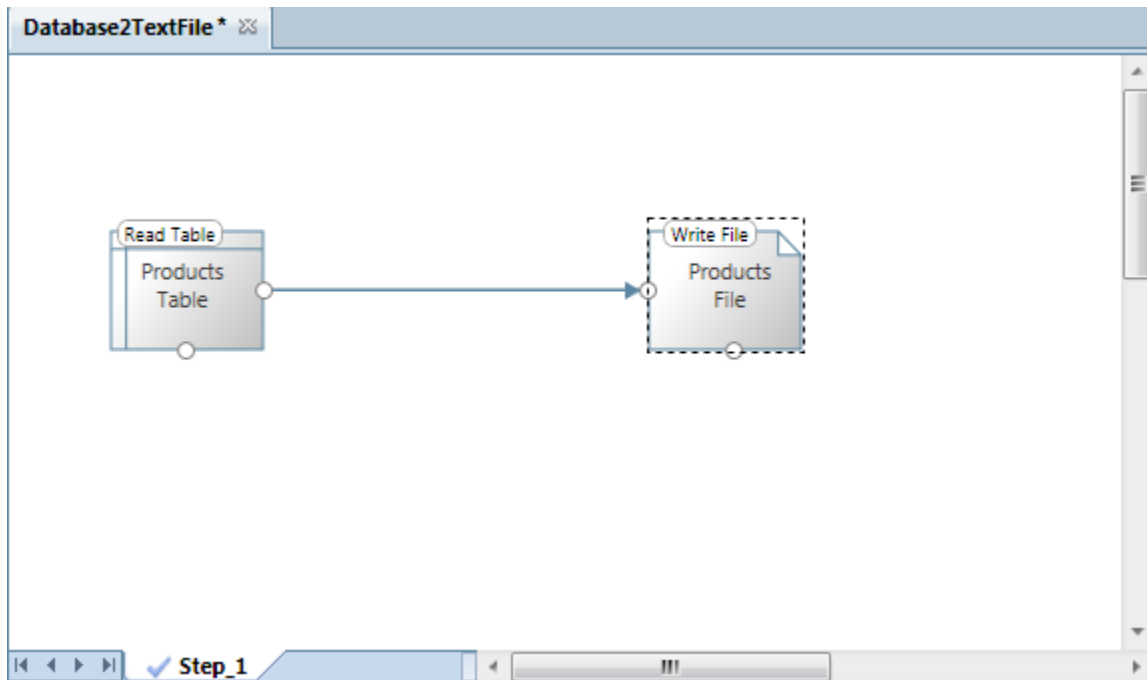 Database2TextFile*
Read Table
Products
Table
Write File
Products
File
Step_1